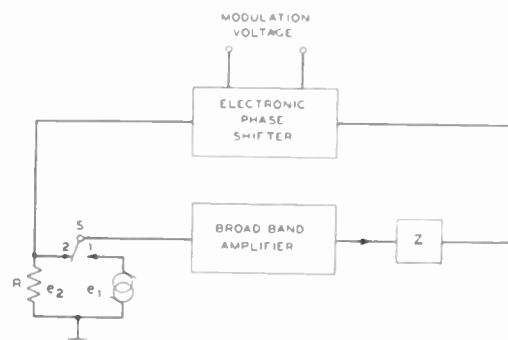 MODULATION
VOLTAGE
ELECTRONIC
PHASE
SHIFTER
S
2 1
BROAD BAND
AMPLIFIER
Z
R
e2
e1